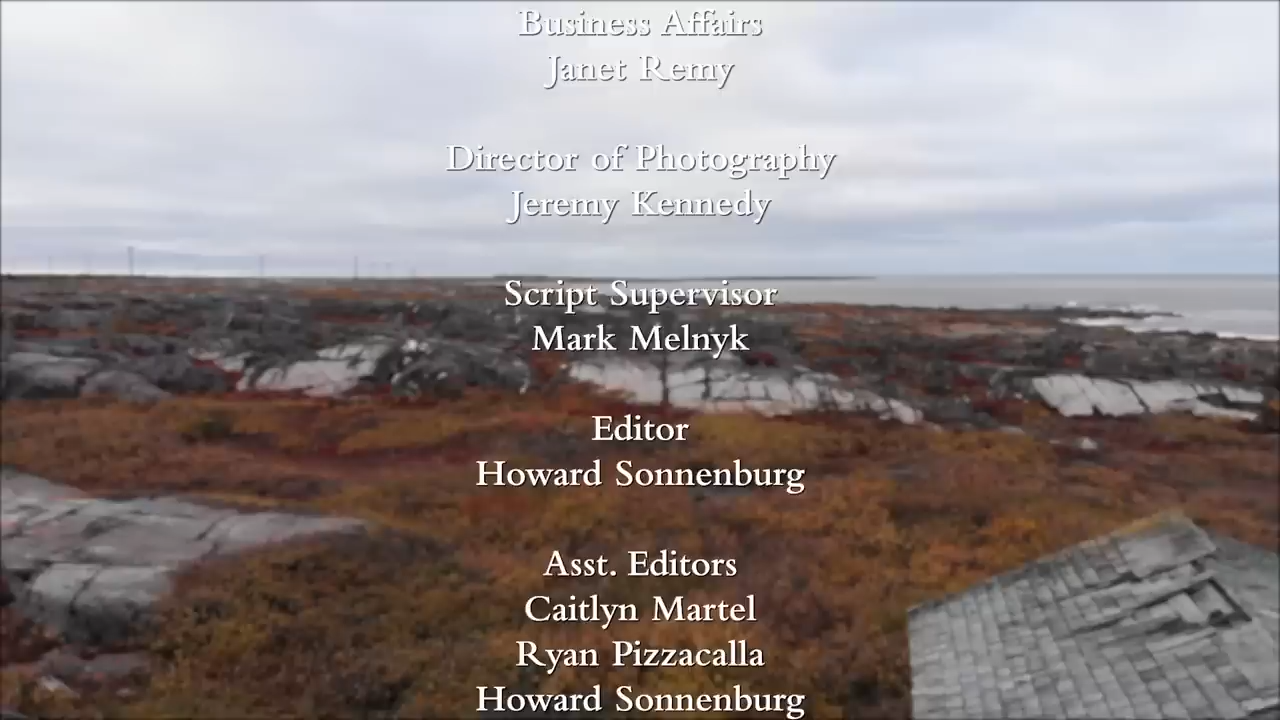 Business Affairs
Janet Remy
Director of Photography
Jeremy Kennedy
Script Supervisor
Mark Melnyk
Editor
Howard Sonnenburg
Asst. Editors
Caitlyn Martel
Ryan Pizzacalla
Howard Sonnenburg